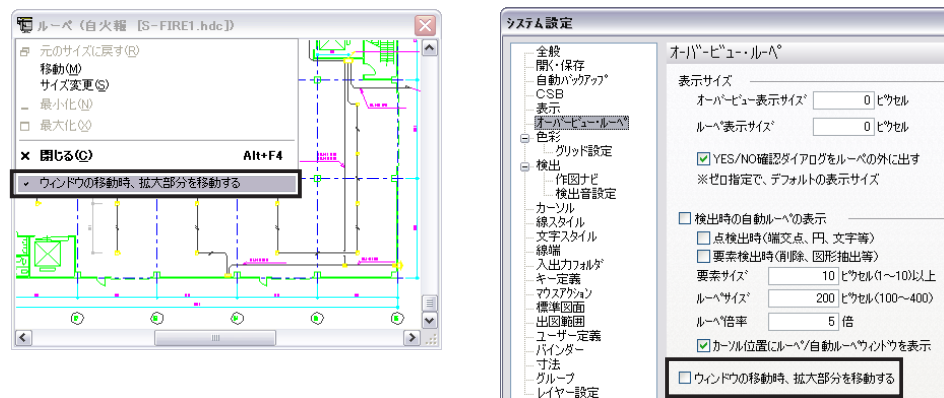 ルーペ (自火報 [S-FIRE1.hdc])
元のサイズに戻す(R)
移動(M)
サイズ変更(S)
最小化(N)
最大化(X)
閉じる(C) Alt+F4
ウィンドウの移動時、拡大部分を移動する
システム設定
全般
開く・保存
自動バックアップ
CSB
表示
オーバービュー・ルーペ
色彩
グリッド設定
検出
作図ナビ
検出音設定
カーソル
線スタイル
文字スタイル
線端
入出力フォルダ
キー定義
マウスアクション
標準図面
出図範囲
ユーザー定義
バインダー
寸法
グループ
レイヤー設定
オーバービュー・ルーペ
表示サイズ
オーバービュー表示サイズ 0 ピクセル
ルーペ表示サイズ 0 ピクセル
YES/NO確認ダイアログをルーペの外に出す
※ゼロ指定で、デフォルトの表示サイズ
検出時の自動ルーペの表示
点検出時(端交点、円、文字等)
要素検出時(削除、図形抽出等)
要素サイズ 10 ピクセル(1～10)以上
ルーペサイズ 200 ピクセル(100～400)
ルーペ倍率 5 倍
カーソル位置にルーペ/自動ルーペウィンドウを表示
ウィンドウの移動時、拡大部分を移動する